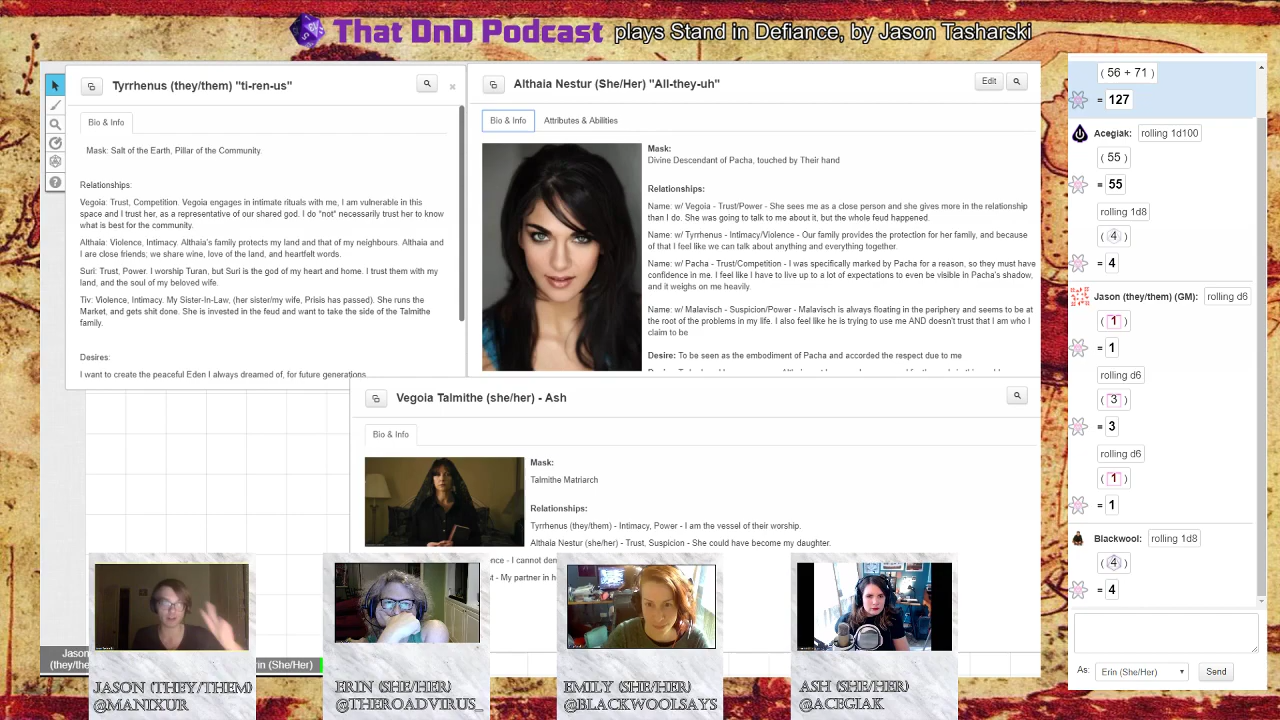 That DnD Podcast plays Stand in Defiance, by Jason Tasharski
Tyrrhenus (they/them) "ti-ren-us"
Bio & Info
Mask: Salt of the Earth, Pillar of the Community.
Relationships:
Vegoia: Trust, Competition. Vegoia engages in intimate rituals with me, I am vulnerable in this
space and I trust her, as a representative of our shared god. I do *not* necessarily trust her to know
what is best for the community.
Althaia: Violence, Intimacy. Althaia's family protects my land and that of my neighbours. Althaia and
I are close friends; we share wine, love of the land, and heartfelt words.
Suri: Trust, Power. I worship Turan, but Suri is the god of my heart and home. I trust them with my
land, and the soul of my beloved wife.
Tiv: Violence, Intimacy. My Sister-In-Law, (her sister/my wife, Prisis has passed). She runs the
Market, and gets shit done. She is invested in the feud and want to take the side of the Talmithe
family.
Desires:
I want to create the peaceful Eden I always dreamed of, for future generations
Althaia Nestur (She/Her) "All-they-uh"
Edit
Bio & Info
Attributes & Abilities
Mask:
Divine Descendant of Pacha, touched by Their hand
Relationships:
Name: w/ Vegoia - Trust/Power - She sees me as a close person and she gives more in the relationship
than I do. She was going to talk to me about it, but the whole feud happened.
Name: w/ Tyrrhenus - Intimacy/Violence - Our family provides the protection for her family, and because
of that I feel like we can talk about anything and everything together.
Name: w/ Pacha - Trust/Competition - I was specifically marked by Pacha for a reason, so they must have
confidence in me. I feel like I have to live up to a lot of expectations to even be visible in Pacha's shadow,
and it weighs on me heavily.
Name: w/ Malavisch - Suspicion/Power - Malavisch is always floating in the periphery and seems to be at
the root of the problems in my life. I also feel like he is trying to use me AND doesn't trust that I am who I
claim to be
Desire: To be seen as the embodiment of Pacha and accorded the respect due to me
Vegoia Talmithe (she/her) - Ash
Bio & Info
Mask:
Talmithe Matriarch
Relationships:
Tyrrhenus (they/them) - Intimacy, Power - I am the vessel of their worship.
Althaia Nestur (she/her) - Trust, Suspicion - She could have become my daughter.
nce - I cannot den
st - My partner in h
(56 + 71)
= 127
Acegiak: rolling 1d100
(55)
= 55
rolling 1d8
(4)
= 4
Jason (they/them) (GM): rolling d6
(1)
= 1
rolling d6
(3)
= 3
rolling d6
(1)
= 1
Blackwool: rolling 1d8
(4)
= 4
As: Erin (She/Her) Send
Jason
(they/the
rin (She/Her)
JASON (THEY/THEM)
@MANIXUR
ERIN (SHE/HER)
@THEROADVIRUS_
EMILY (SHE/HER)
@BLACKWOOLSAYS
ASH (SHE/HER)
@ACEGIAK